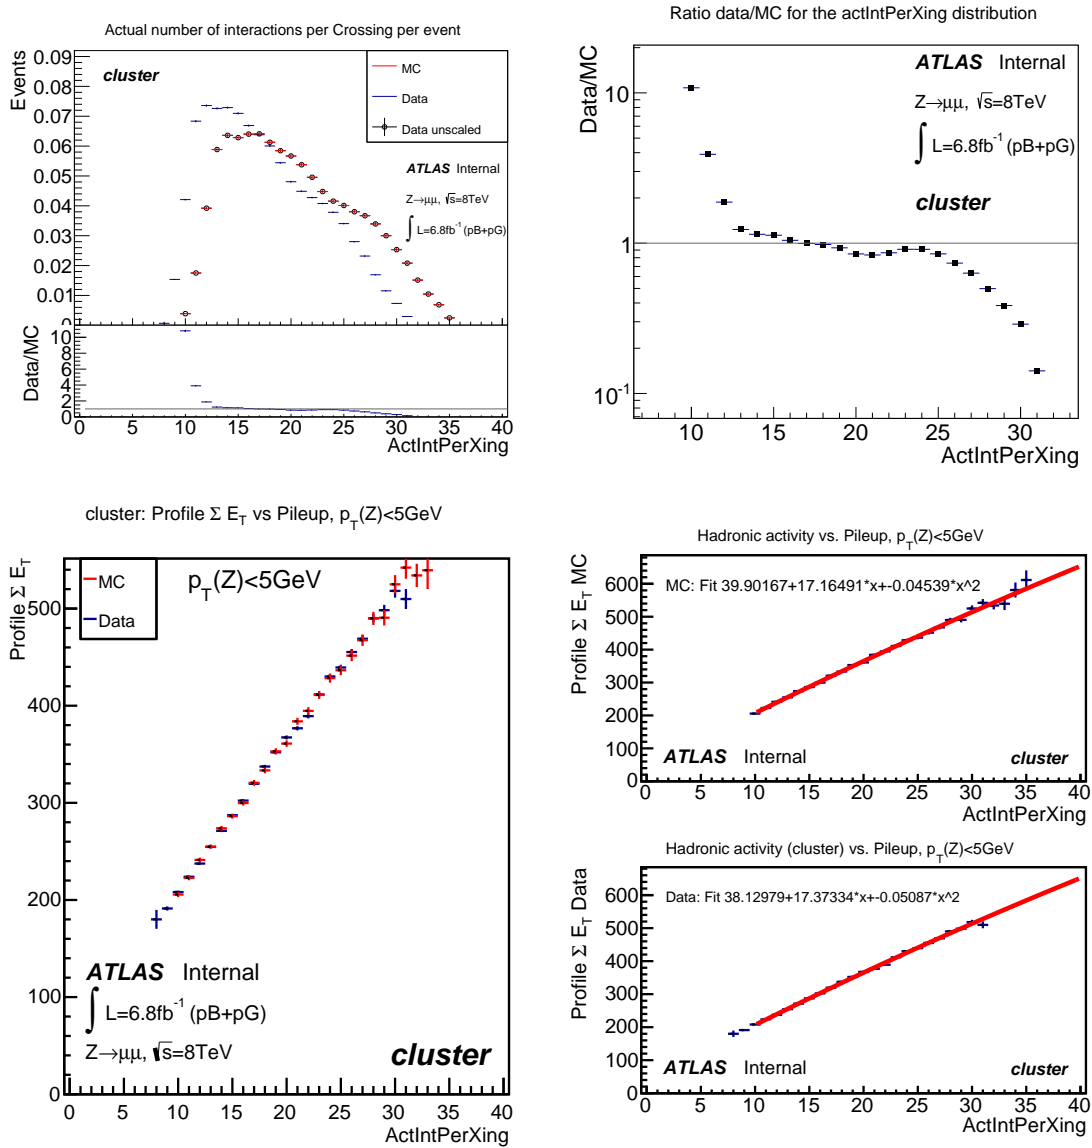 Actual number of interactions per Crossing per event
Events
0.09
0.08
0.07
0.06
0.05
0.04
0.03
0.02
0.01
0
cluster
MC
Data
Data unscaled
ATLAS Internal
Z→μμ, √s=8TeV
∫ L=6.8fb⁻¹ (pB+pG)
Data/MC
10
8
6
4
2
0
0 5 10 15 20 25 30 35 40
ActIntPerXing
Ratio data/MC for the actIntPerXing distribution
Data/MC
10
1
10⁻¹
ATLAS Internal
Z→μμ, √s=8TeV
∫ L=6.8fb⁻¹ (pB+pG)
cluster
10 15 20 25 30
ActIntPerXing
cluster: Profile Σ E_T vs Pileup, p_T(Z)<5GeV
Profile Σ E_T
500
400
300
200
100
0
MC
Data
p_T(Z)<5GeV
ATLAS Internal
∫ L=6.8fb⁻¹ (pB+pG)
Z→μμ, √s=8TeV
cluster
0 5 10 15 20 25 30 35 40
ActIntPerXing
Hadronic activity vs. Pileup, p_T(Z)<5GeV
Profile Σ E_T MC
600
500
400
300
200
100
0
MC: Fit 39.90167+17.16491*x+-0.04539*x^2
ATLAS Internal
cluster
0 5 10 15 20 25 30 35 40
ActIntPerXing
Hadronic activity (cluster) vs. Pileup, p_T(Z)<5GeV
Profile Σ E_T Data
600
500
400
300
200
100
0
Data: Fit 38.12979+17.37334*x+-0.05087*x^2
ATLAS Internal
cluster
0 5 10 15 20 25 30 35 40
ActIntPerXing